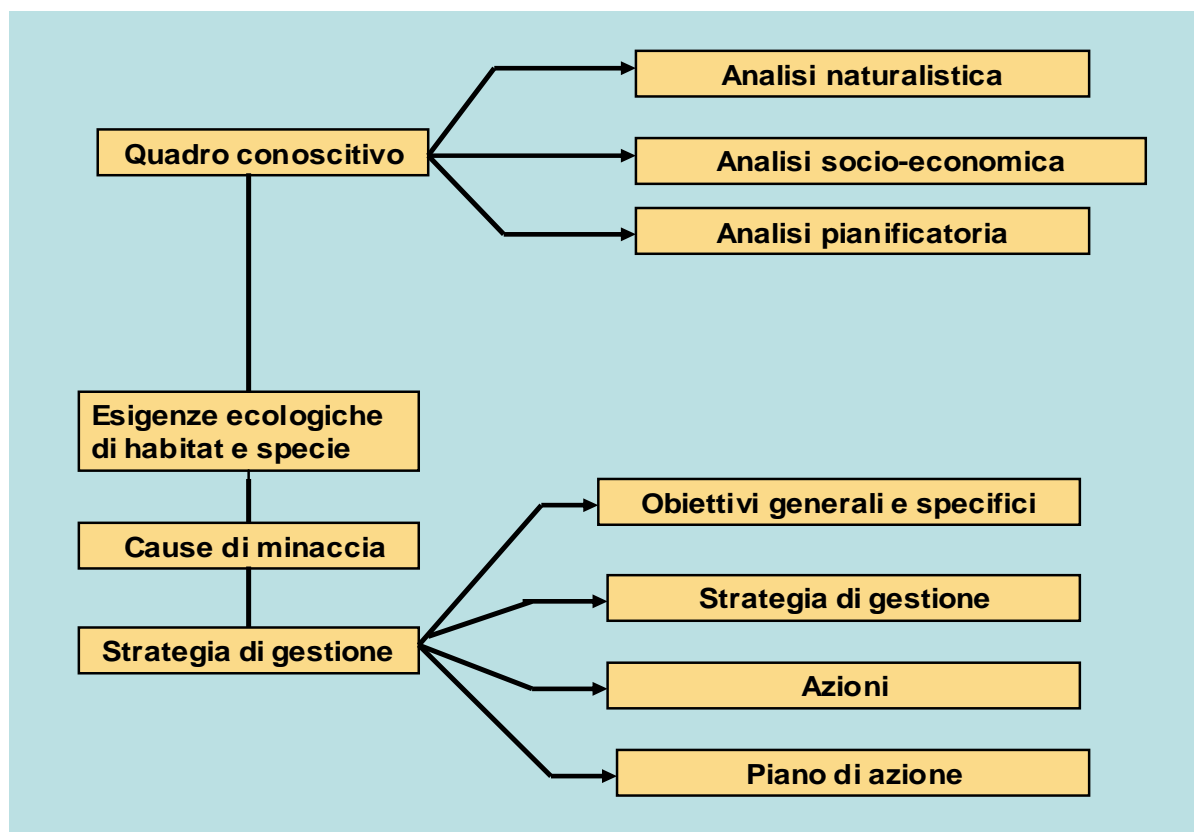 Analisi naturalistica
Quadro conoscitivo
Analisi socio-economica
Analisi pianificatoria
Esigenze ecologiche
di habitat e specie
Obiettivi generali e specifici
Cause di minaccia
Strategia di gestione
Strategia di gestione
Azioni
Piano di azione